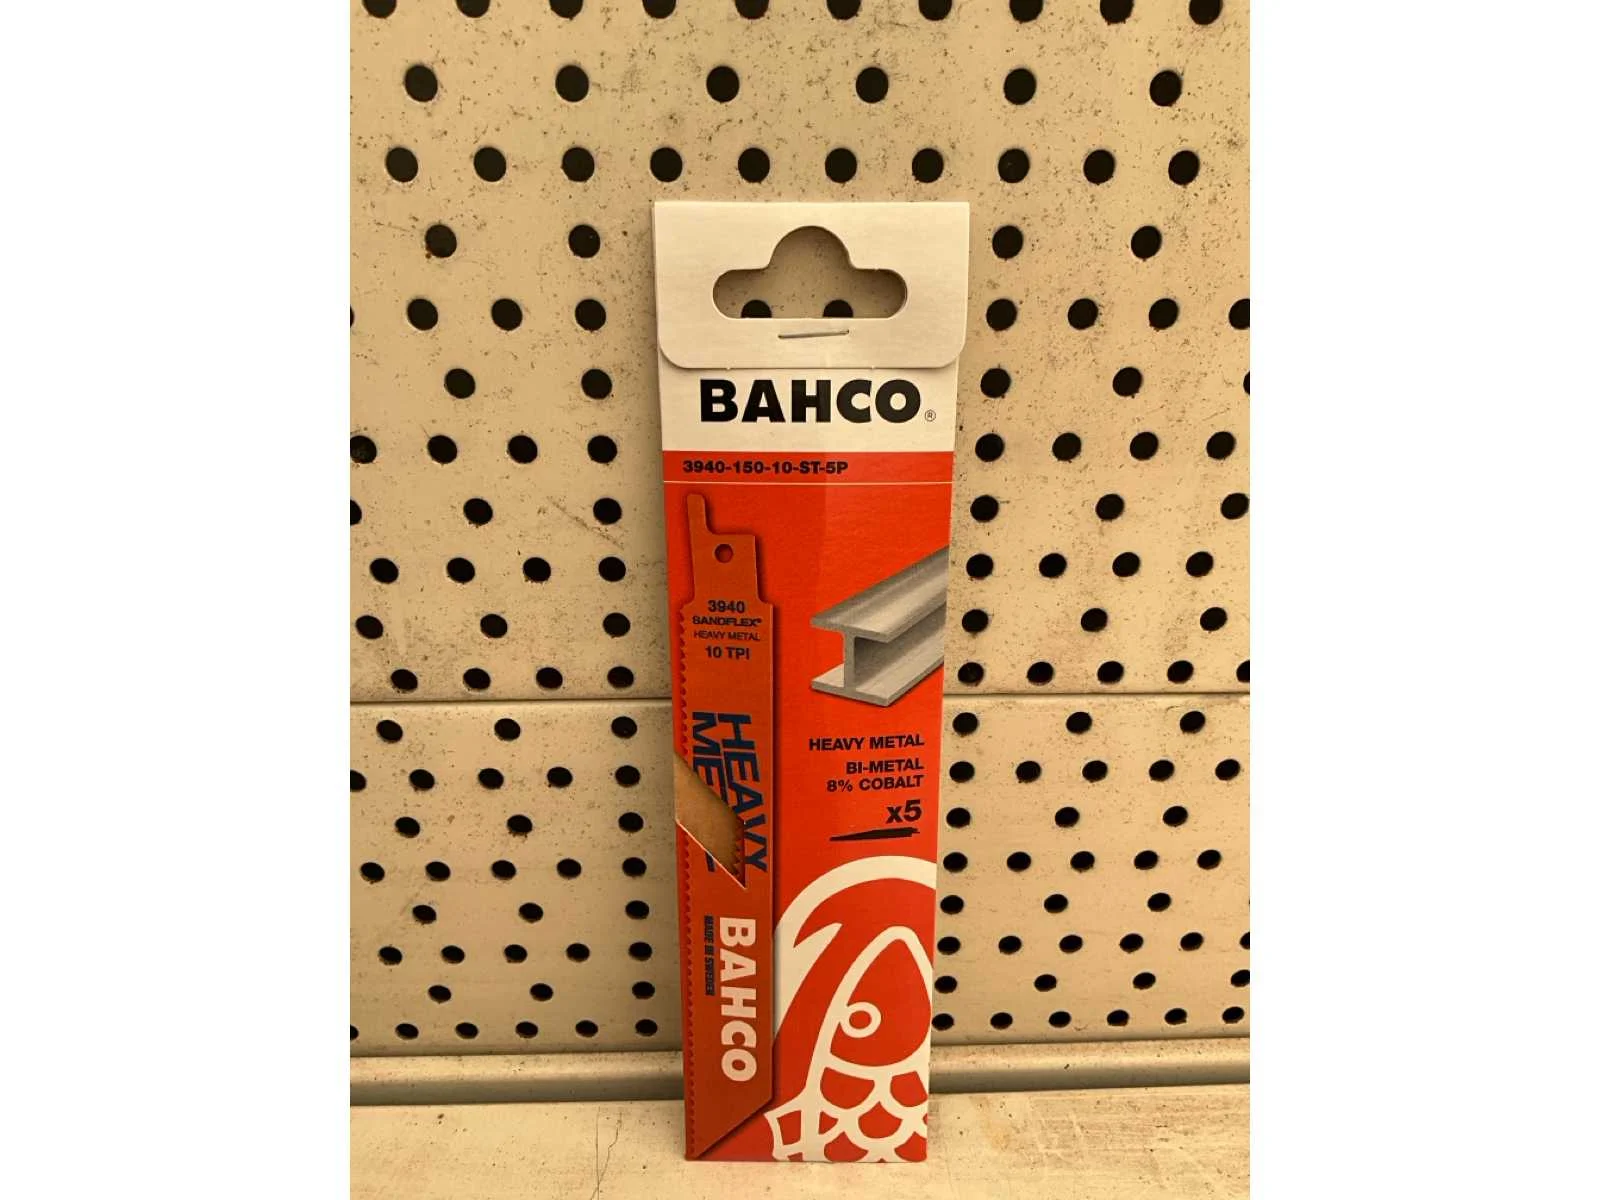 BAHCO®
3940-150-10-ST-5P
3940
SANDFLEX®
HEAVY METAL
10 TPI
HEAVY
METAL
BAHCO
MADE IN SWEDEN
HEAVY METAL
BI-METAL
8% COBALT
x5